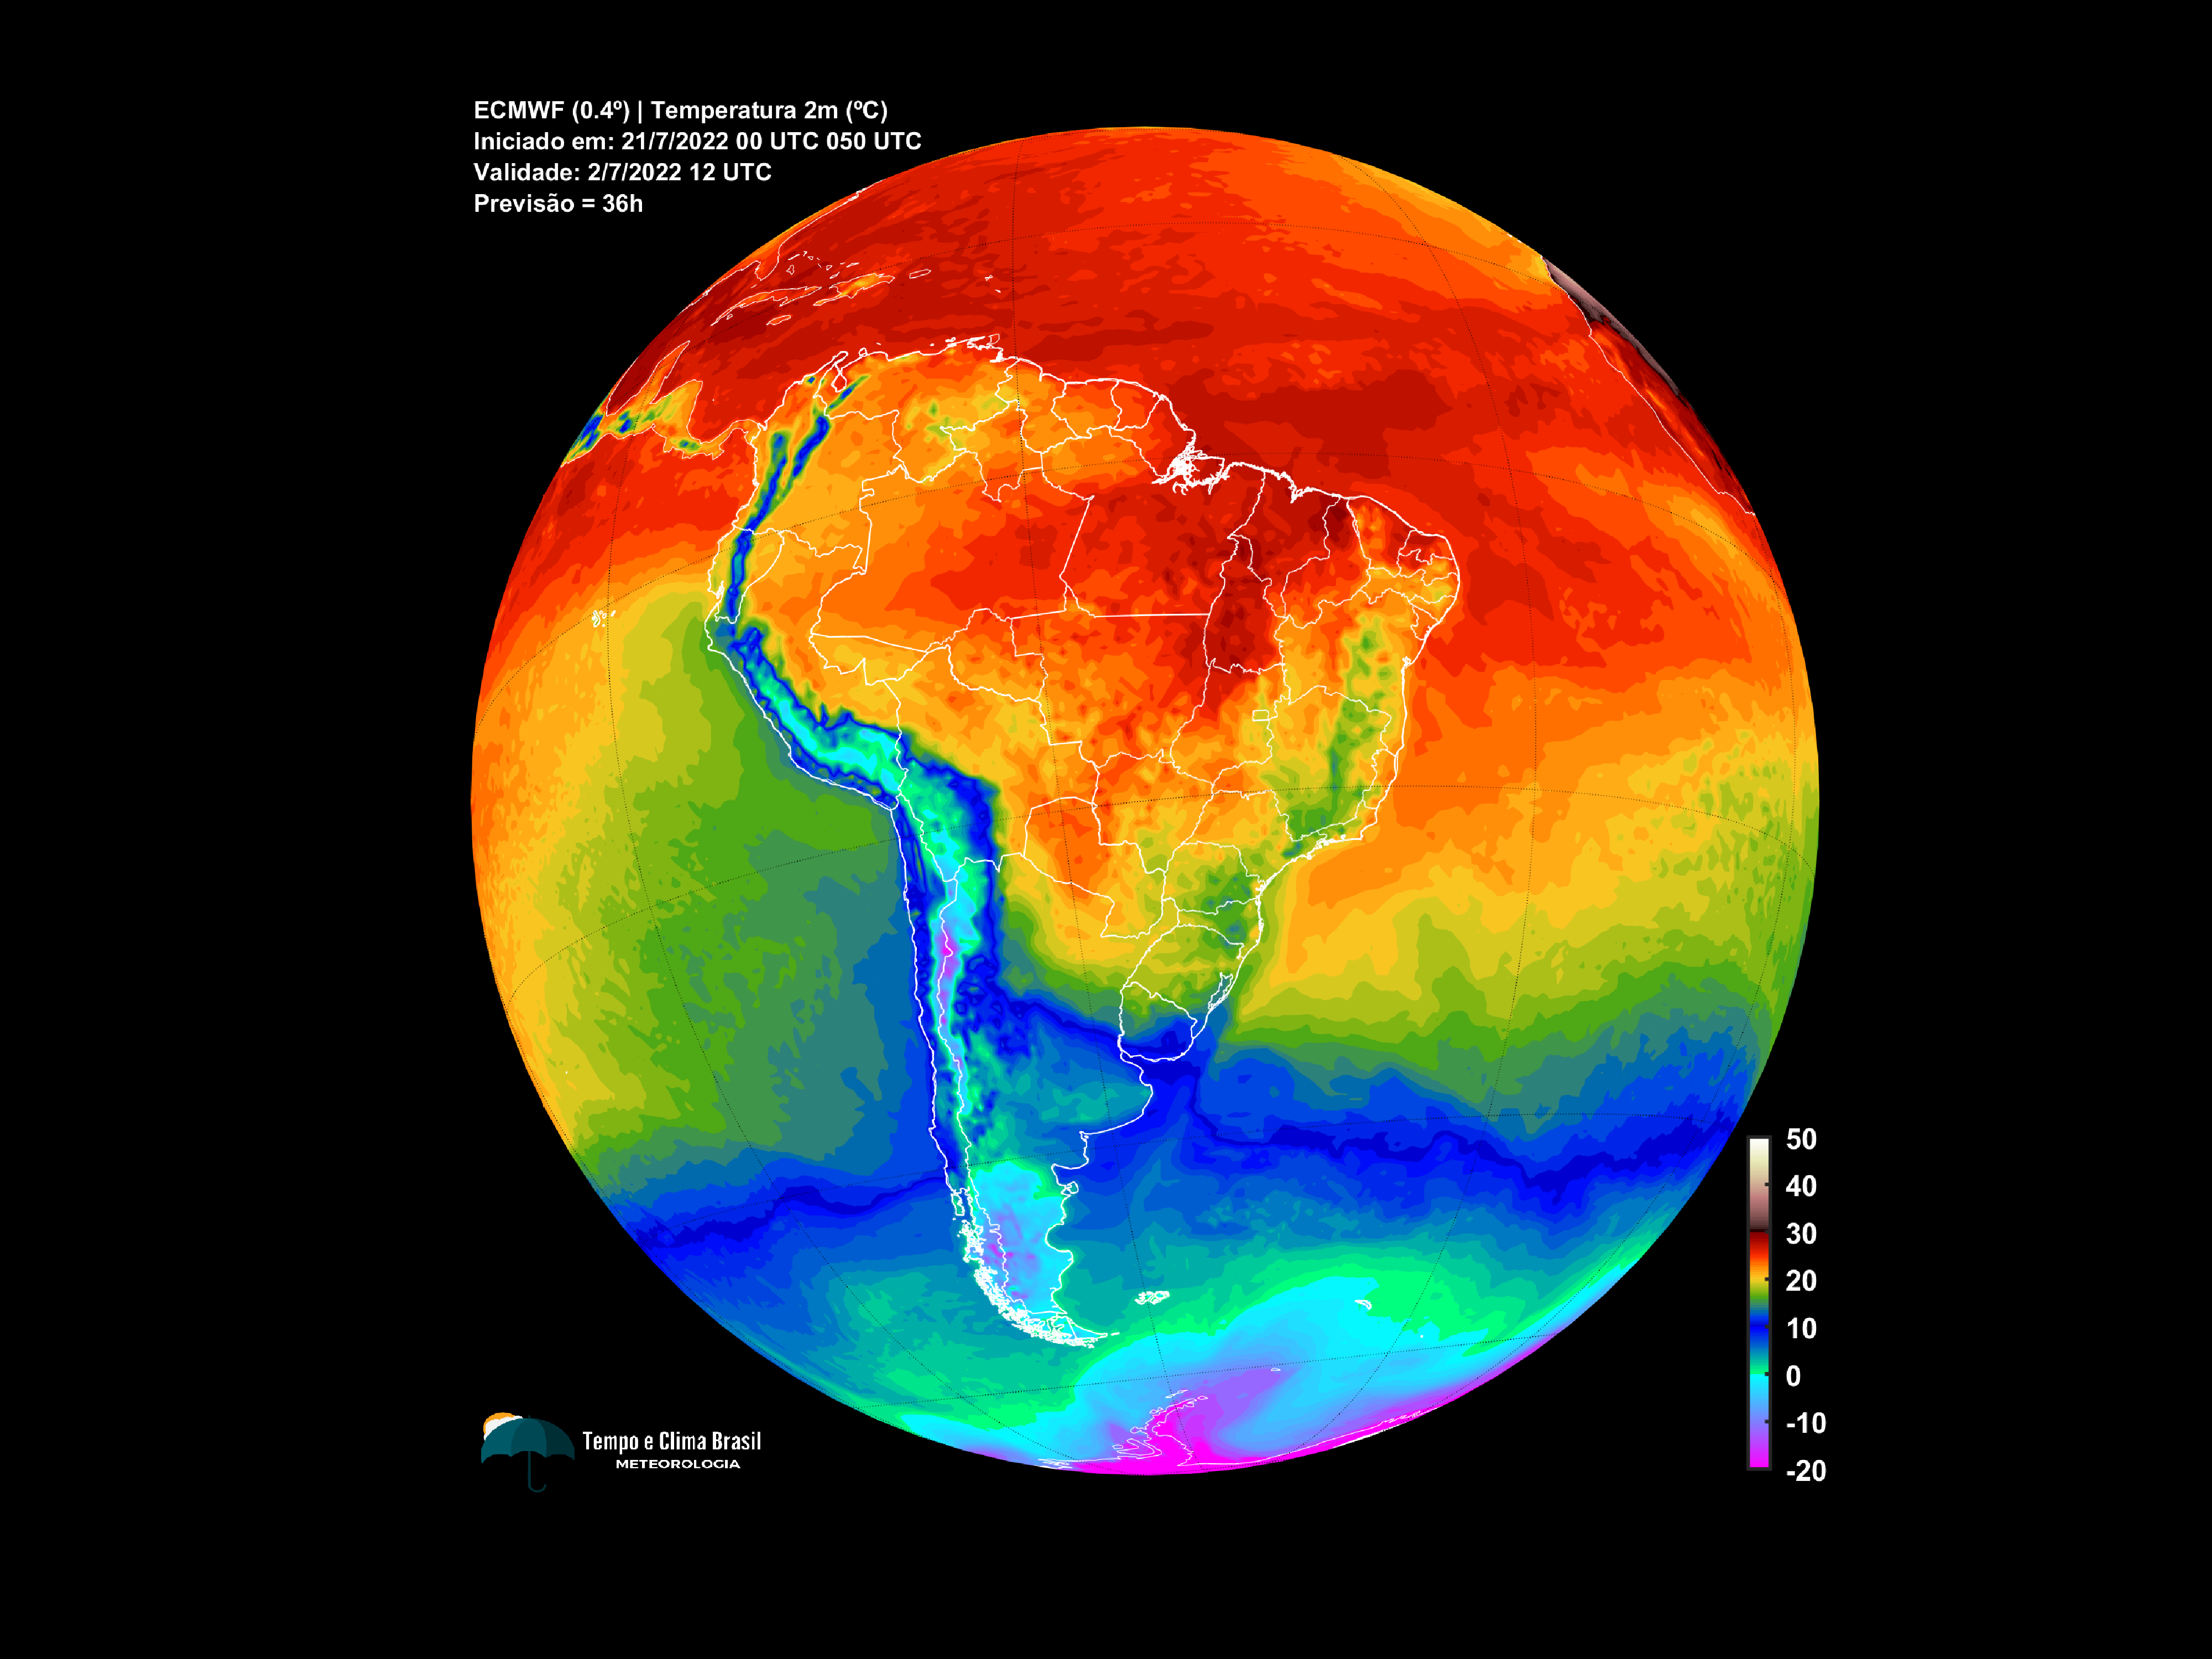 ECMWF (0.4º) | Temperatura 2m (ºC)
Iniciado em: 21/7/2022 00 UTC 050 UTC
Validade: 2/7/2022 12 UTC
Previsão = 36h
50
40
30
20
10
0
-10
-20
Tempo e Clima Brasil
METEOROLOGIA